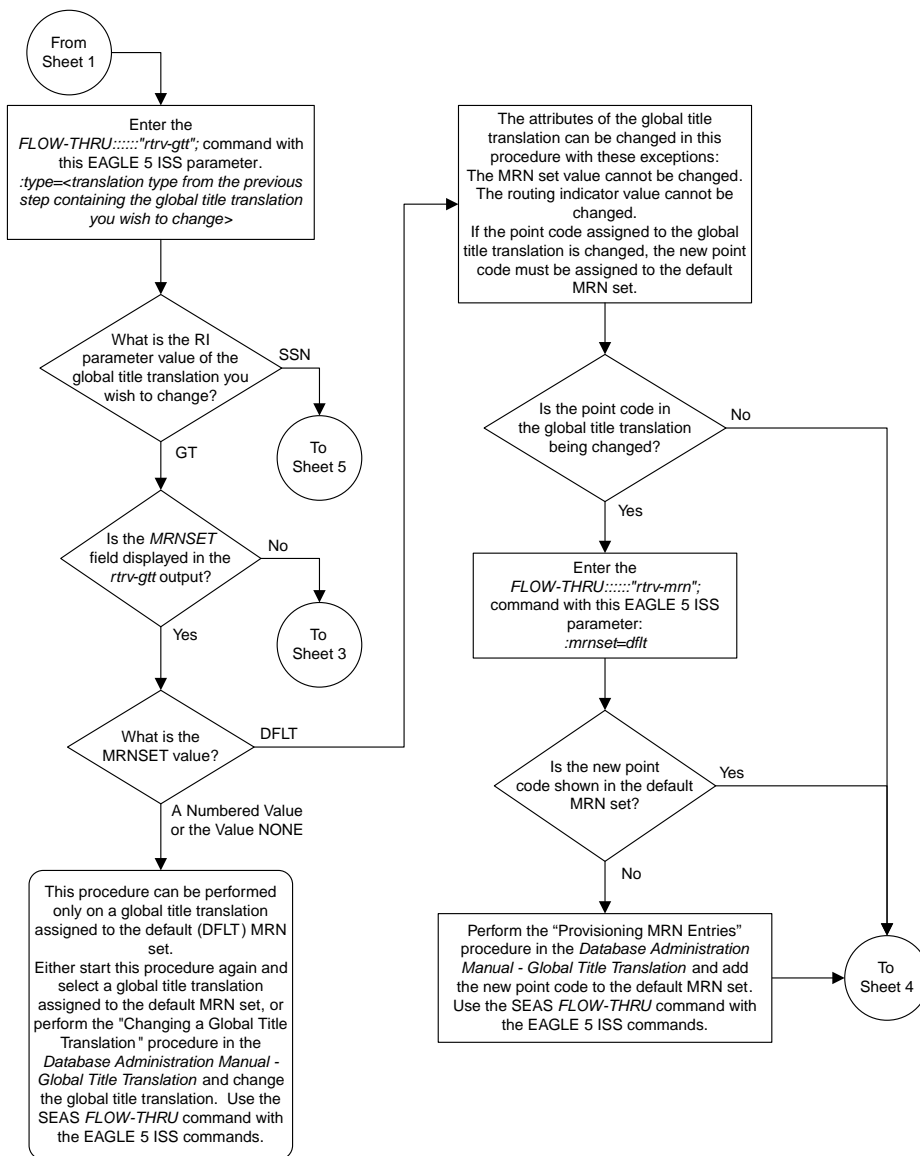 From
Sheet 1
Enter the
FLOW-THRU::::::"rtrv-gtt"; command with
this EAGLE 5 ISS parameter.
:type=<translation type from the previous
step containing the global title translation
you wish to change>
What is the RI
parameter value of the
global title translation you
wish to change?
SSN
To
Sheet 5
GT
Is the MRNSET
field displayed in the
rtrv-gtt output?
No
To
Sheet 3
Yes
What is the
MRNSET value?
DFLT
A Numbered Value
or the Value NONE
This procedure can be performed
only on a global title translation
assigned to the default (DFLT) MRN
set.
Either start this procedure again and
select a global title translation
assigned to the default MRN set, or
perform the "Changing a Global Title
Translation" procedure in the
Database Administration Manual -
Global Title Translation and change
the global title translation. Use the
SEAS FLOW-THRU command with
the EAGLE 5 ISS commands.
The attributes of the global title
translation can be changed in this
procedure with these exceptions:
The MRN set value cannot be changed.
The routing indicator value cannot be
changed.
If the point code assigned to the global
title translation is changed, the new point
code must be assigned to the default
MRN set.
Is the point code in
the global title translation
being changed?
No
Yes
Enter the
FLOW-THRU::::::"rtrv-mrn";
command with this EAGLE 5 ISS
parameter:
:mrnset=dflt
Is the new point
code shown in the default
MRN set?
Yes
No
Perform the “Provisioning MRN Entries”
procedure in the Database Administration
Manual - Global Title Translation and add
the new point code to the default MRN set.
Use the SEAS FLOW-THRU command with
the EAGLE 5 ISS commands.
To
Sheet 4